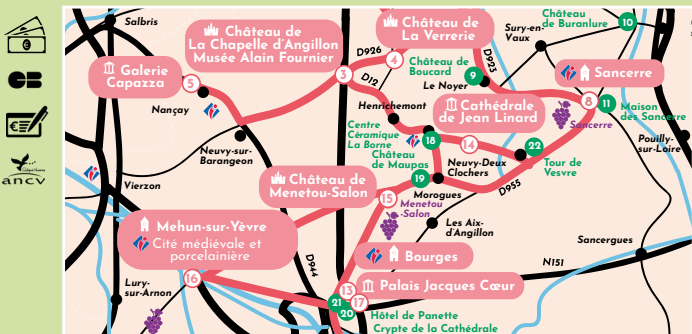 Salbris
Château de
La Chapelle d'Angillon
Musée Alain Fournier
D926
Château de
La Verrerie
4
D923
Sury-en-
Vaux
Château
de Buranlure
10
Galerie
Capazza
5
3
D12
Château de
Boucard
9
Le Noyer
Sancerre
8
11
Maison
des Sancerre
Sancerre
Nançay
Henrichemont
Cathédrale
de Jean Linard
Centre
Céramique
La Borne
18
14
22
Pouilly-
sur-Loire
Neuvy-sur-
Barangeon
Château
de Maupas
Neuvy-Deux
Clochers
Tour de
Vesvre
Vierzon
Château de
Menetou-Salon
19
Morogues
D955
15
Menetou
-Salon
Les Aix-
d'Angillon
Mehun-sur-Yèvre
Cité médiévale et
porcelainière
16
Sancergues
D944
Bourges
N151
Lury-
sur-Arnon
13
Palais Jacques Cœur
21
17
20
Hôtel de Panette
Crypte de la Cathédrale
CB
ancv